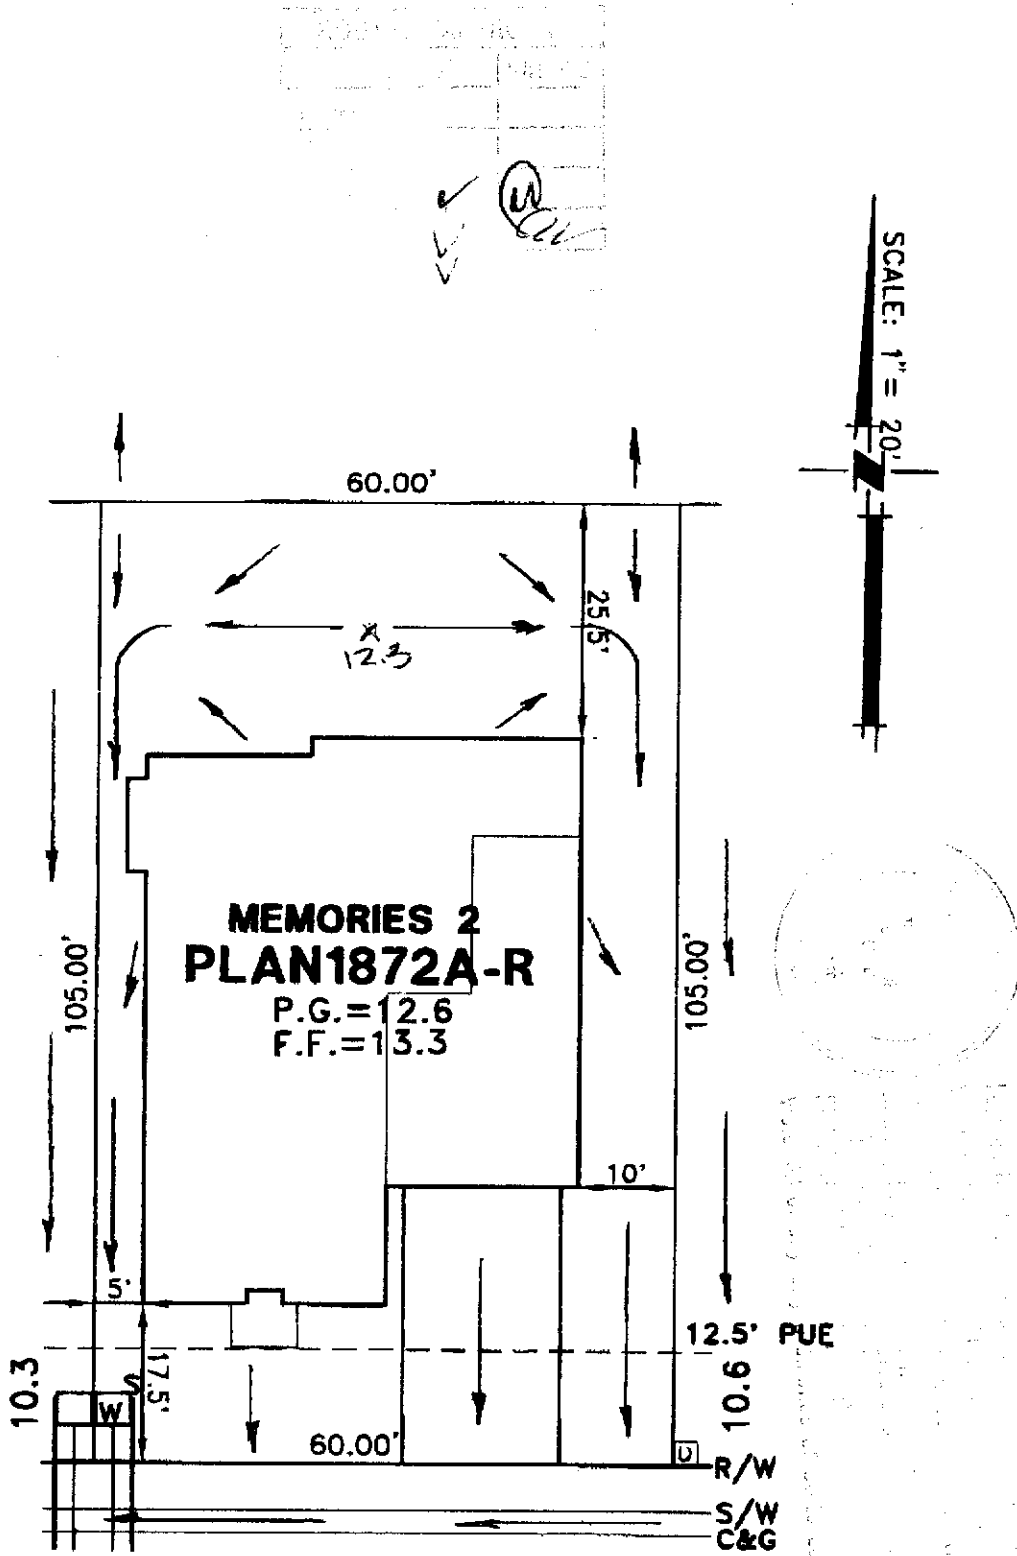 SCALE: 1"= 20'
N
60.00'
25.5'
12.3
MEMORIES 2
PLAN1872A-R
P.G.=12.6
F.F.=13.3
105.00'
105.00'
10'
5'
12.5' PUE
17.5'
10.3
10.6
S
W
60.00'
U
R/W
S/W
C&G